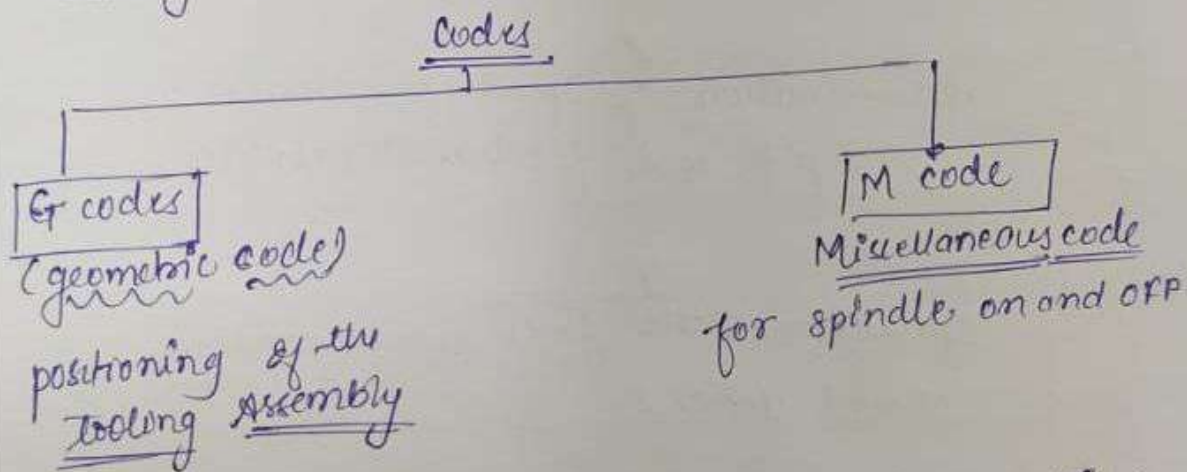 Codes
G codes
(geometric code)
positioning of the
Tooling Assembly
M code
Miscellaneous code
for spindle on and OFF